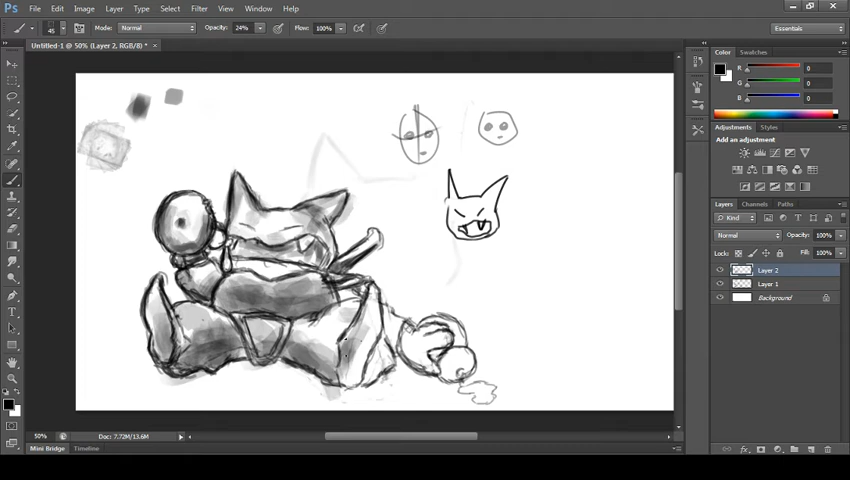 Ps File Edit Image Layer Type Select Filter View Window Help
45 Mode: Normal Opacity: 24% Flow: 100% Essentials
Untitled-1 @ 50% (Layer 2, RGB/8) * ×
Color Swatches
R 0
G 0
B 0
Adjustments Styles
Add an adjustment
Layers Channels Paths
Kind
Normal Opacity: 100%
Lock: Fill: 100%
Layer 2
Layer 1
Background
50% Doc: 7.72M/13.6M
Mini Bridge Timeline